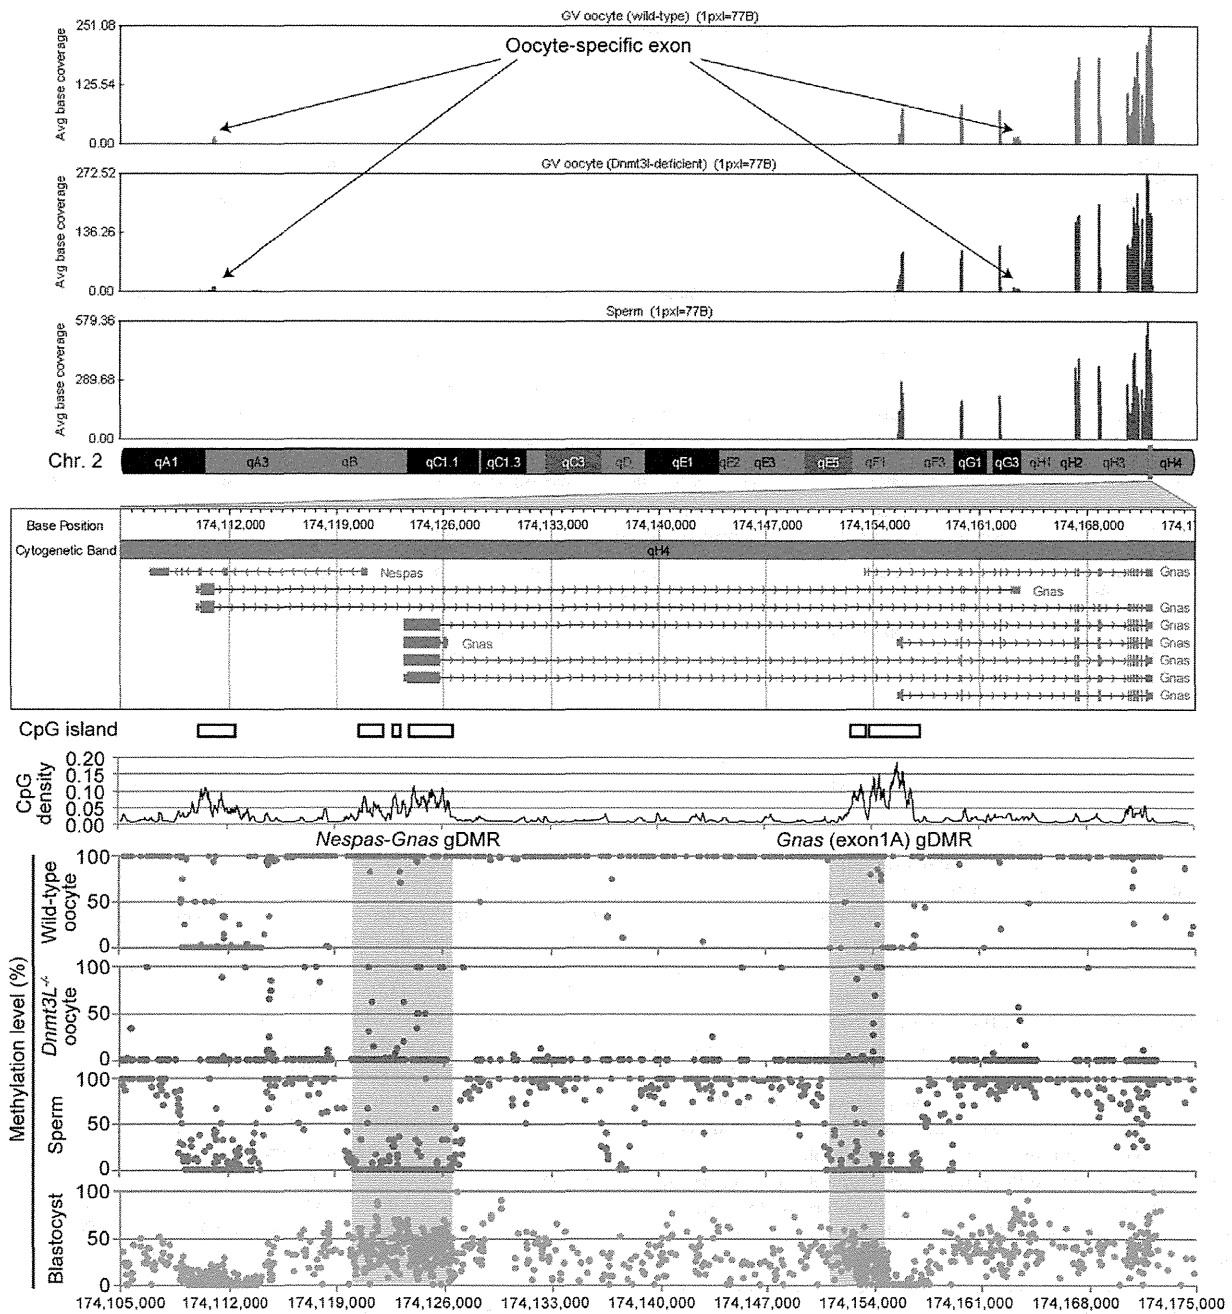 GV oocyte (wild-type) (1pxl=77B)
251.08
125.54
0.00
Avg base coverage
Oocyte-specific exon
GV oocyte (Dnmt3l-deficient) (1pxl=77B)
272.52
136.26
0.00
Avg base coverage
Sperm (1pxl=77B)
579.36
289.68
0.00
Avg base coverage
Chr. 2 qA1 qA3 qB qC1.1 qC1.3 qC3 qD qE1 qE2 qE3 qE5 qF1 qF3 qG1 qG3 qH1 qH2 qH3 qH4
Base Position 174,112,000 174,119,000 174,126,000 174,133,000 174,140,000 174,147,000 174,154,000 174,161,000 174,168,000 174,1
Cytogenetic Band qH4
Nespas Gnas
Gnas
Gnas
Gnas
Gnas Gnas
Gnas
Gnas
Gnas
CpG island
CpG density
0.20
0.15
0.10
0.05
0.00
Nespas-Gnas gDMR Gnas (exon1A) gDMR
Methylation level (%)
Wild-type oocyte
100
50
0
Dnmt3L-/- oocyte
100
50
0
Sperm
100
50
0
Blastocyst
100
50
0
174,105,000 174,112,000 174,119,000 174,126,000 174,133,000 174,140,000 174,147,000 174,154,000 174,161,000 174,168,000 174,175,000